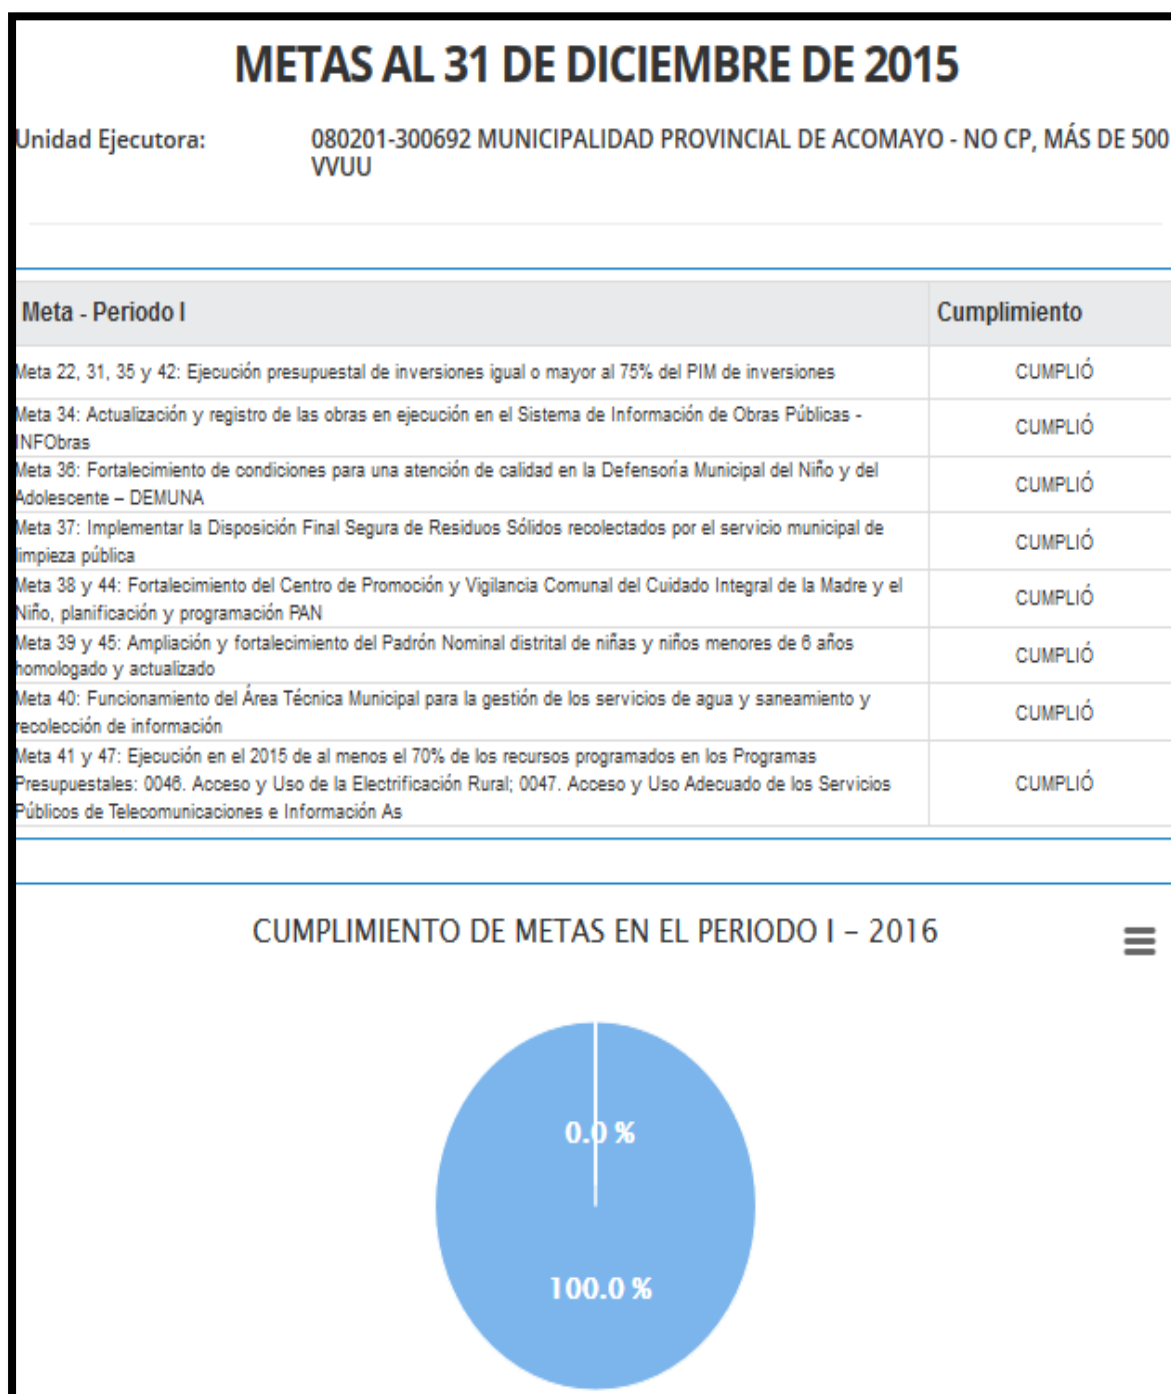 METAS AL 31 DE DICIEMBRE DE 2015
Unidad Ejecutora: 080201-300692 MUNICIPALIDAD PROVINCIAL DE ACOMAYO - NO CP, MÁS DE 500
VVUU
Meta - Periodo I Cumplimiento
Meta 22, 31, 35 y 42: Ejecución presupuestal de inversiones igual o mayor al 75% del PIM de inversiones CUMPLIÓ
Meta 34: Actualización y registro de las obras en ejecución en el Sistema de Información de Obras Públicas -
INFObras CUMPLIÓ
Meta 36: Fortalecimiento de condiciones para una atención de calidad en la Defensoría Municipal del Niño y del
Adolescente – DEMUNA CUMPLIÓ
Meta 37: Implementar la Disposición Final Segura de Residuos Sólidos recolectados por el servicio municipal de
limpieza pública CUMPLIÓ
Meta 38 y 44: Fortalecimiento del Centro de Promoción y Vigilancia Comunal del Cuidado Integral de la Madre y el
Niño, planificación y programación PAN CUMPLIÓ
Meta 39 y 45: Ampliación y fortalecimiento del Padrón Nominal distrital de niñas y niños menores de 6 años
homologado y actualizado CUMPLIÓ
Meta 40: Funcionamiento del Área Técnica Municipal para la gestión de los servicios de agua y saneamiento y
recolección de información CUMPLIÓ
Meta 41 y 47: Ejecución en el 2015 de al menos el 70% de los recursos programados en los Programas
Presupuestales: 0046. Acceso y Uso de la Electrificación Rural; 0047. Acceso y Uso Adecuado de los Servicios CUMPLIÓ
Públicos de Telecomunicaciones e Información As
CUMPLIMIENTO DE METAS EN EL PERIODO I – 2016
0.0 %
100.0 %